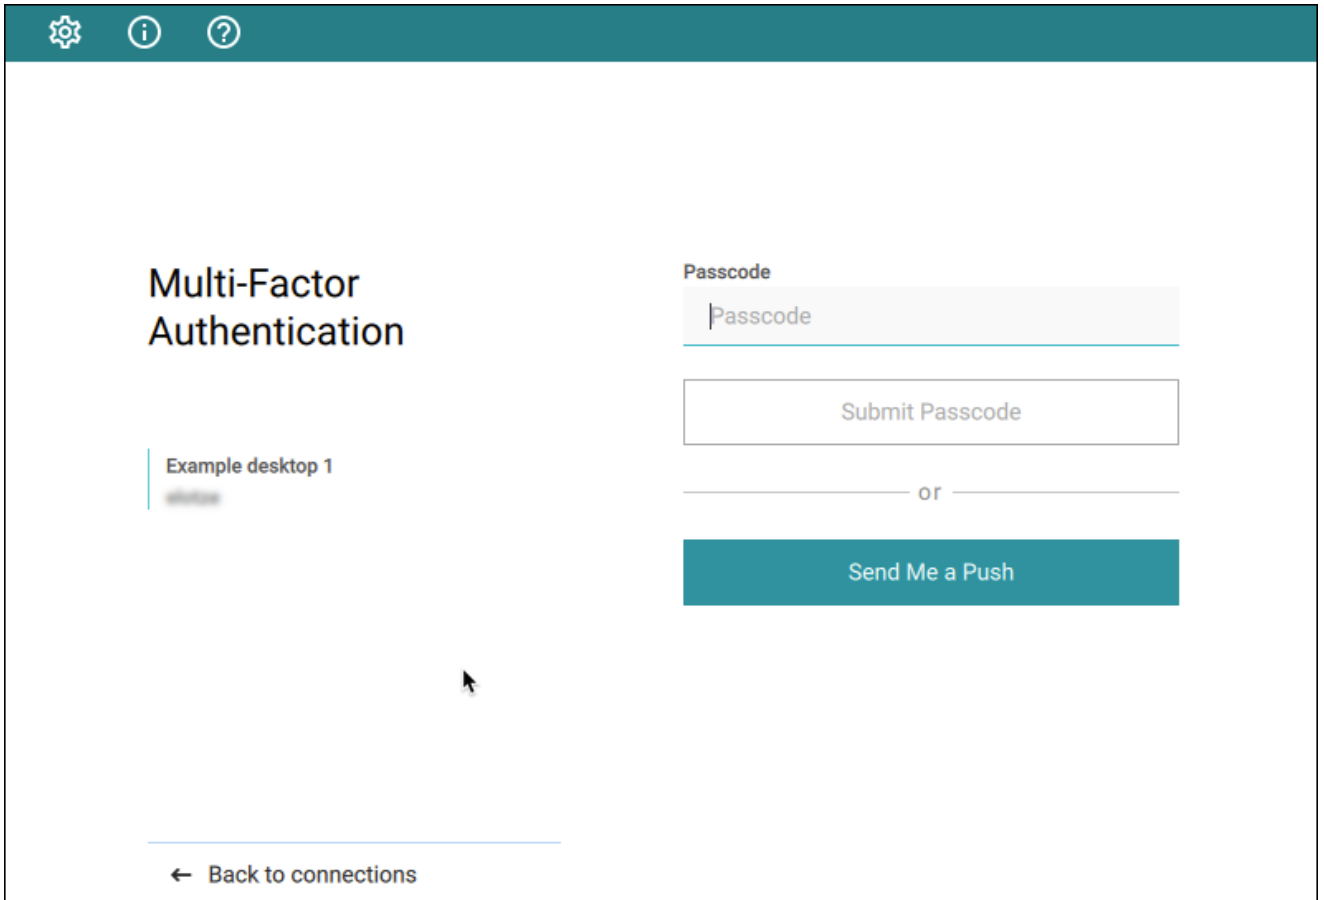 Multi-Factor
Authentication
Example desktop 1
Passcode
Passcode
Submit Passcode
or
Send Me a Push
Back to connections